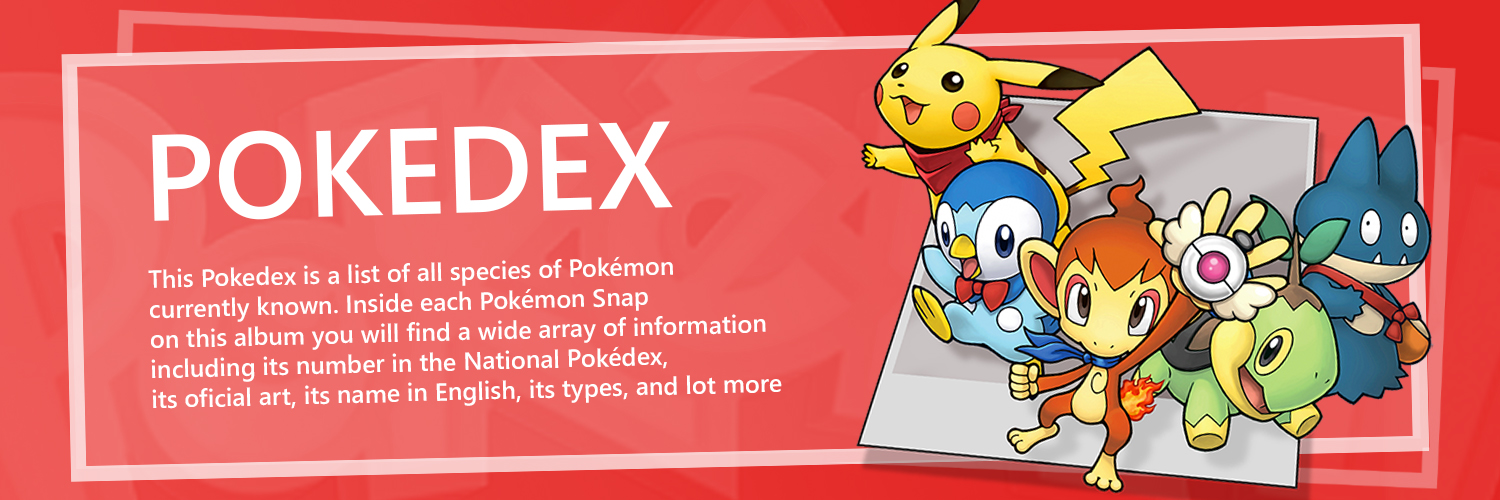 POKEDEX
This Pokedex is a list of all species of Pokémon
currently known. Inside each Pokémon Snap
on this album you will find a wide array of information
including its number in the National Pokédex,
its oficial art, its name in English, its types, and lot more